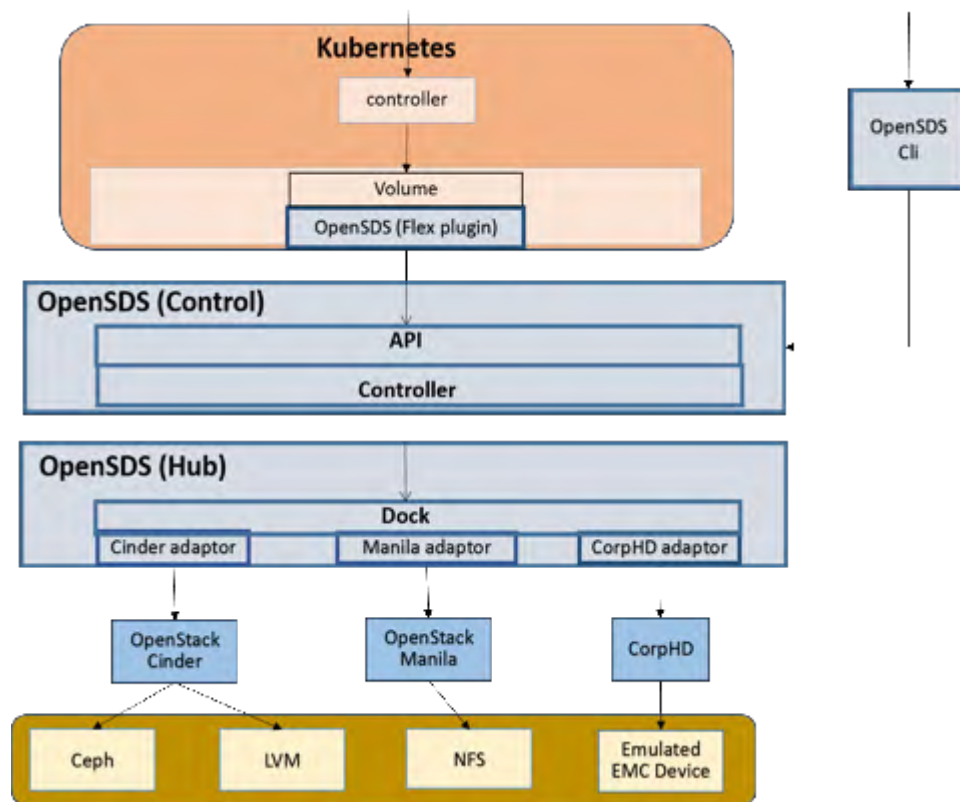 Kubernetes
controller
Volume
OpenSDS (Flex plugin)
OpenSDS
Cli
OpenSDS (Control)
API
Controller
OpenSDS (Hub)
Dock
Cinder adaptor
Manila adaptor
CorpHD adaptor
OpenStack
Cinder
OpenStack
Manila
CorpHD
Ceph
LVM
NFS
Emulated
EMC Device